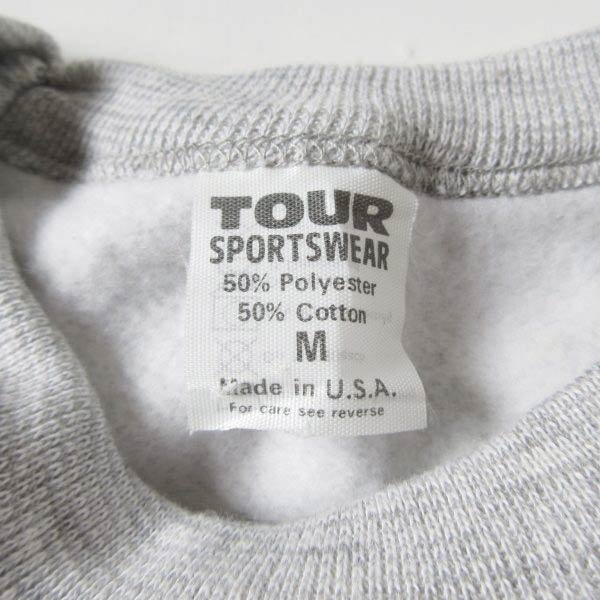 TOUR
SPORTSWEAR
50% Polyester
50% Cotton
M
Made in U.S.A.
For care see reverse